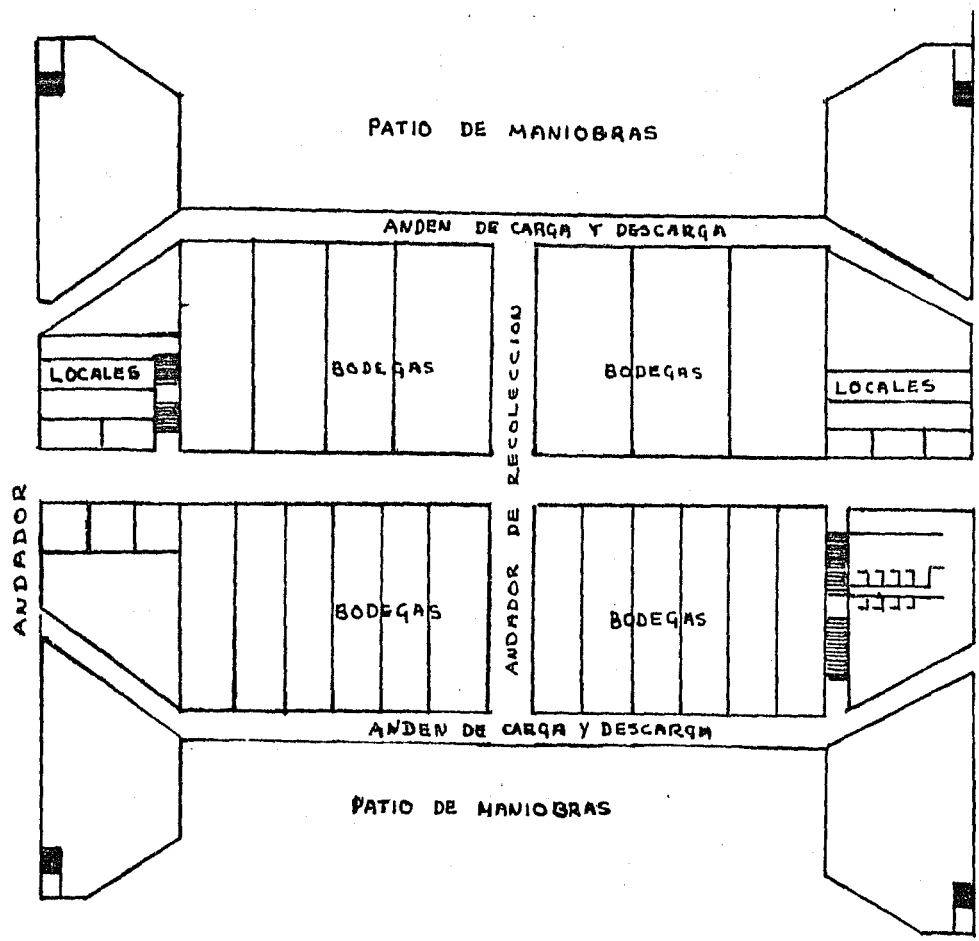 PATIO DE MANIOBRAS
ANDEN DE CARGA Y DESCARGA
LOCALES
BODEGAS
BODEGAS
LOCALES
ANDADOR
ANDADOR DE RECOLECCION
BODEGAS
BODEGAS
ANDEN DE CARGA Y DESCARGA
PATIO DE MANIOBRAS